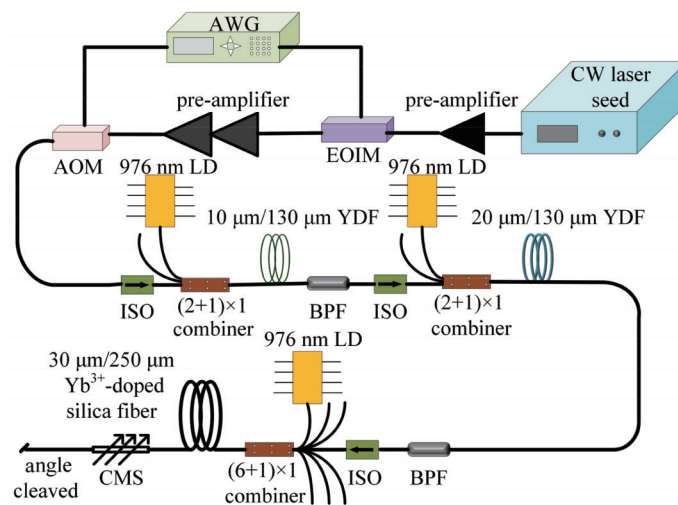 AWG
CW laser
seed
pre-amplifier
pre-amplifier
AOM
EOIM
976 nm LD
976 nm LD
10 μm/130 μm YDF
20 μm/130 μm YDF
ISO
(2+1)×1
combiner
BPF
ISO
(2+1)×1
combiner
976 nm LD
30 μm/250 μm
Yb³⁺-doped
silica fiber
angle
cleaved
CMS
(6+1)×1
combiner
ISO
BPF